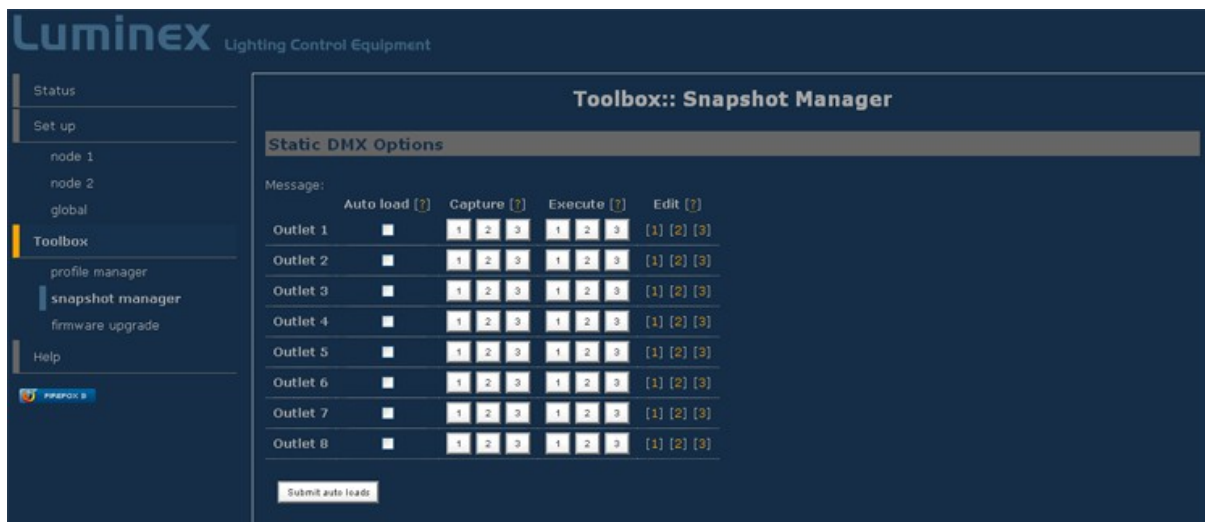 Luminex Lighting Control Equipment
Status
Set up
node 1
node 2
global
Toolbox
profile manager
snapshot manager
firmware upgrade
Help
FIREFOX 3
Toolbox:: Snapshot Manager
Static DMX Options
Message:
Auto load [?] Capture [?] Execute [?] Edit [?]
Outlet 1 1 2 3 1 2 3 [1] [2] [3]
Outlet 2 1 2 3 1 2 3 [1] [2] [3]
Outlet 3 1 2 3 1 2 3 [1] [2] [3]
Outlet 4 1 2 3 1 2 3 [1] [2] [3]
Outlet 5 1 2 3 1 2 3 [1] [2] [3]
Outlet 6 1 2 3 1 2 3 [1] [2] [3]
Outlet 7 1 2 3 1 2 3 [1] [2] [3]
Outlet 8 1 2 3 1 2 3 [1] [2] [3]
Submit auto loads